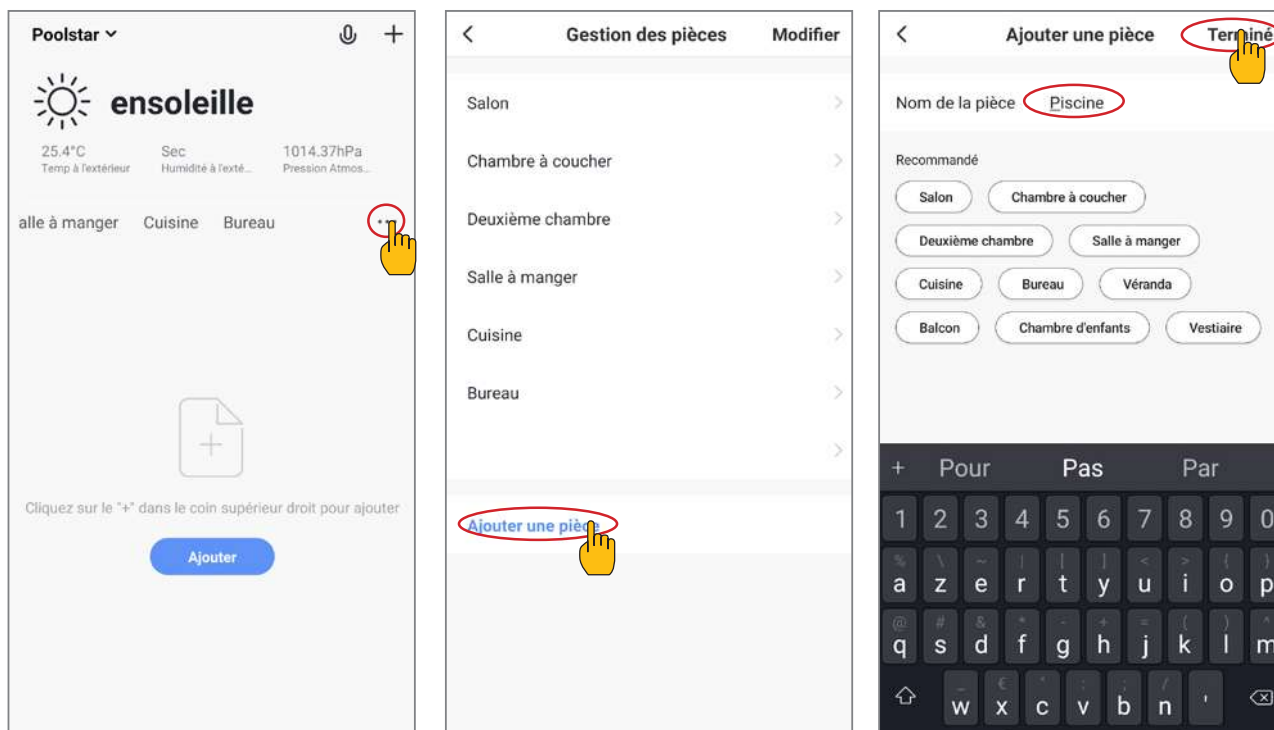 Poolstar
ensoleille
25.4°C Sec 1014.37hPa
Temp à l'extérieur Humidité à l'exté... Pression Atmos...
alle à manger Cuisine Bureau ...
Cliquez sur le "+" dans le coin supérieur droit pour ajouter
Ajouter
Gestion des pièces Modifier
Salon
Chambre à coucher
Deuxième chambre
Salle à manger
Cuisine
Bureau
Ajouter une pièce
Ajouter une pièce Terminé
Nom de la pièce Piscine
Recommandé
Salon Chambre à coucher
Deuxième chambre Salle à manger
Cuisine Bureau Véranda
Balcon Chambre d'enfants Vestiaire
+ Pour Pas Par
1 2 3 4 5 6 7 8 9 0
% \ ~ | [ ] < > { }
a z e r t y u i o p
@ # & * - + = ( ) ^
q s d f g h j k l m
_ € " : ; /
w x c v b n '